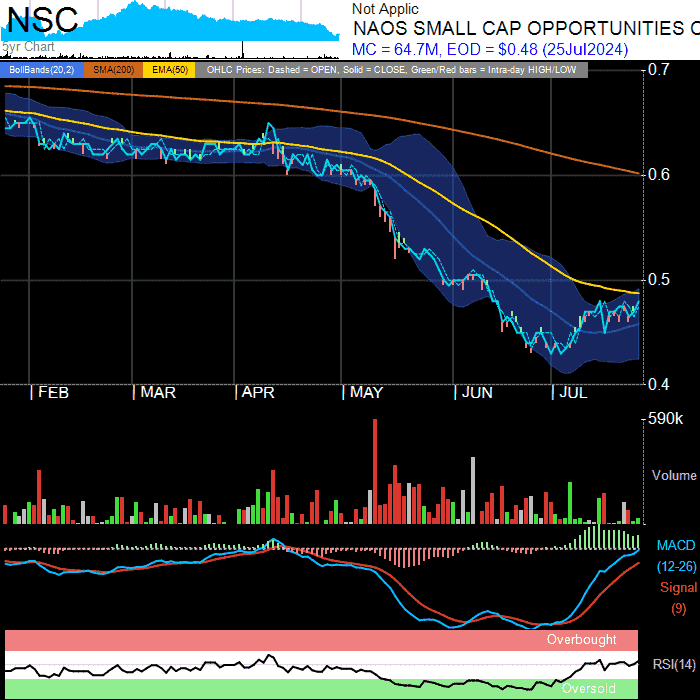 NSC
5yr Chart
Not Applic
NAOS SMALL CAP OPPORTUNITIES C
MC = 64.7M, EOD = $0.48 (25Jul2024)
BollBands(20,2) SMA(200) EMA(50) OHLC Prices: Dashed = OPEN, Solid = CLOSE, Green/Red bars = Intra-day HIGH/LOW
0.7
0.6
0.5
0.4
| FEB | MAR | APR | MAY | JUN | JUL
590k
Volume
MACD
(12-26)
Signal
(9)
Overbought
RSI(14)
Oversold